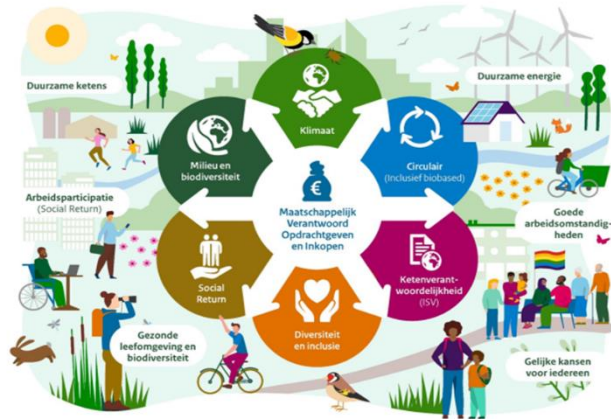 Duurzame ketens
Duurzame energie
Klimaat
Milieu en
biodiversiteit
Circulair
(Inclusief biobased)
Arbeidsparticipatie
(Social Return)
€
Maatschappelijk
Verantwoord
Opdrachtgeven
en Inkopen
Goede
arbeidsomstandig-
heden
Social
Return
Ketenverant-
woordelijkheid
(ISV)
Diversiteit
en inclusie
Gezonde
leefomgeving en
biodiversiteit
Gelijke kansen
voor iedereen